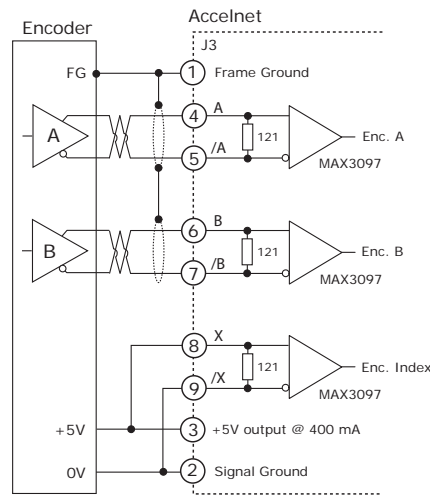 Accelnet
Encoder
J3
FG
1
Frame Ground
4
A
A
121
Enc. A
5
/A
MAX3097
6
B
B
121
Enc. B
7
/B
MAX3097
8
X
121
Enc. Index
9
/X
MAX3097
+5V
3
+5V output @ 400 mA
0V
2
Signal Ground